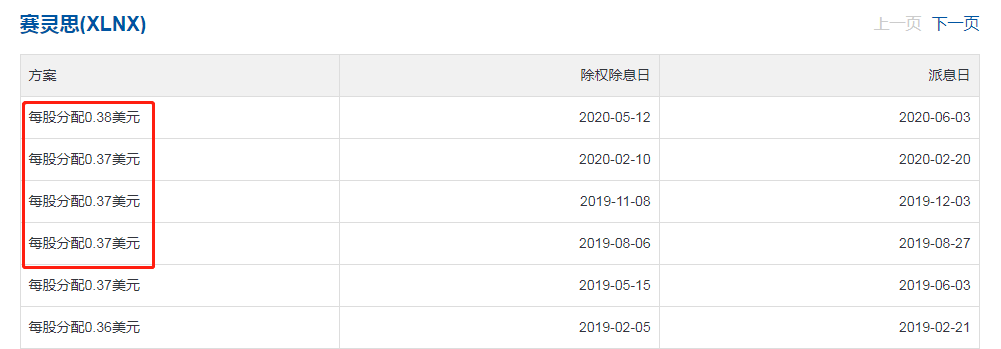 赛灵思(XLNX) 上一页 下一页
方案 除权除息日 派息日
每股分配0.38美元 2020-05-12 2020-06-03
每股分配0.37美元 2020-02-10 2020-02-20
每股分配0.37美元 2019-11-08 2019-12-03
每股分配0.37美元 2019-08-06 2019-08-27
每股分配0.37美元 2019-05-15 2019-06-03
每股分配0.36美元 2019-02-05 2019-02-21